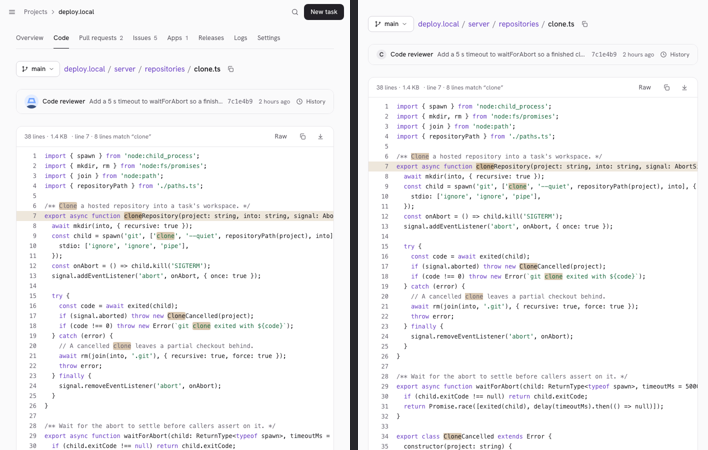 Projects / deploy.local
New task
Overview Code Pull requests 2 Issues 5 Apps 1 Releases Logs Settings
main deploy.local / server / repositories / clone.ts
Code reviewer Add a 5 s timeout to waitForAbort so a finish... 7c1e4b9 2 hours ago History
38 lines · 1.4 KB · line 7 · 8 lines match "clone" Raw
1 import { spawn } from 'node:child_process';
2 import { mkdir, rm } from 'node:fs/promises';
3 import { join } from 'node:path';
4 import { repositoryPath } from './paths.ts';
5
6 /** Clone a hosted repository into a task's workspace. */
7 export async function cloneRepository(project: string, into: string, signal: Abo
8 await mkdir(into, { recursive: true });
9 const child = spawn('git', ['clone', '--quiet', repositoryPath(project), into]
10 stdio: ['ignore', 'ignore', 'pipe'],
11 });
12 const onAbort = () => child.kill('SIGTERM');
13 signal.addEventListener('abort', onAbort, { once: true });
14
15 try {
16 const code = await exited(child);
17 if (signal.aborted) throw new CloneCancelled(project);
18 if (code !== 0) throw new Error(`git clone exited with ${code}`);
19 } catch (error) {
20 // A cancelled clone leaves a partial checkout behind.
21 await rm(join(into, '.git'), { recursive: true, force: true });
22 throw error;
23 } finally {
24 signal.removeEventListener('abort', onAbort);
25 }
26 }
27
28 /** Wait for the abort to settle before callers assert on it. */
29 export async function waitForAbort(child: ReturnType<typeof spawn>, timeoutMs =
30 if (child.exitCode !== null) return child.exitCode;
main deploy.local / server / repositories / clone.ts
C Code reviewer Add a 5 s timeout to waitForAbort so a finished cl... 7c1e4b9 2 hours ago History
38 lines · 1.4 KB · line 7 · 8 lines match "clone" Raw
1 import { spawn } from 'node:child_process';
2 import { mkdir, rm } from 'node:fs/promises';
3 import { join } from 'node:path';
4 import { repositoryPath } from './paths.ts';
5
6 /** Clone a hosted repository into a task's workspace. */
7 export async function cloneRepository(project: string, into: string, signal: AbortS
8 await mkdir(into, { recursive: true });
9 const child = spawn('git', ['clone', '--quiet', repositoryPath(project), into], {
10 stdio: ['ignore', 'ignore', 'pipe'],
11 });
12 const onAbort = () => child.kill('SIGTERM');
13 signal.addEventListener('abort', onAbort, { once: true });
14
15 try {
16 const code = await exited(child);
17 if (signal.aborted) throw new CloneCancelled(project);
18 if (code !== 0) throw new Error(`git clone exited with ${code}`);
19 } catch (error) {
20 // A cancelled clone leaves a partial checkout behind.
21 await rm(join(into, '.git'), { recursive: true, force: true });
22 throw error;
23 } finally {
24 signal.removeEventListener('abort', onAbort);
25 }
26 }
27
28 /** Wait for the abort to settle before callers assert on it. */
29 export async function waitForAbort(child: ReturnType<typeof spawn>, timeoutMs = 500
30 if (child.exitCode !== null) return child.exitCode;
31 return Promise.race([exited(child), delay(timeoutMs).then(() => null)]);
32 }
33
34 export class CloneCancelled extends Error {
35 constructor(project: string) {